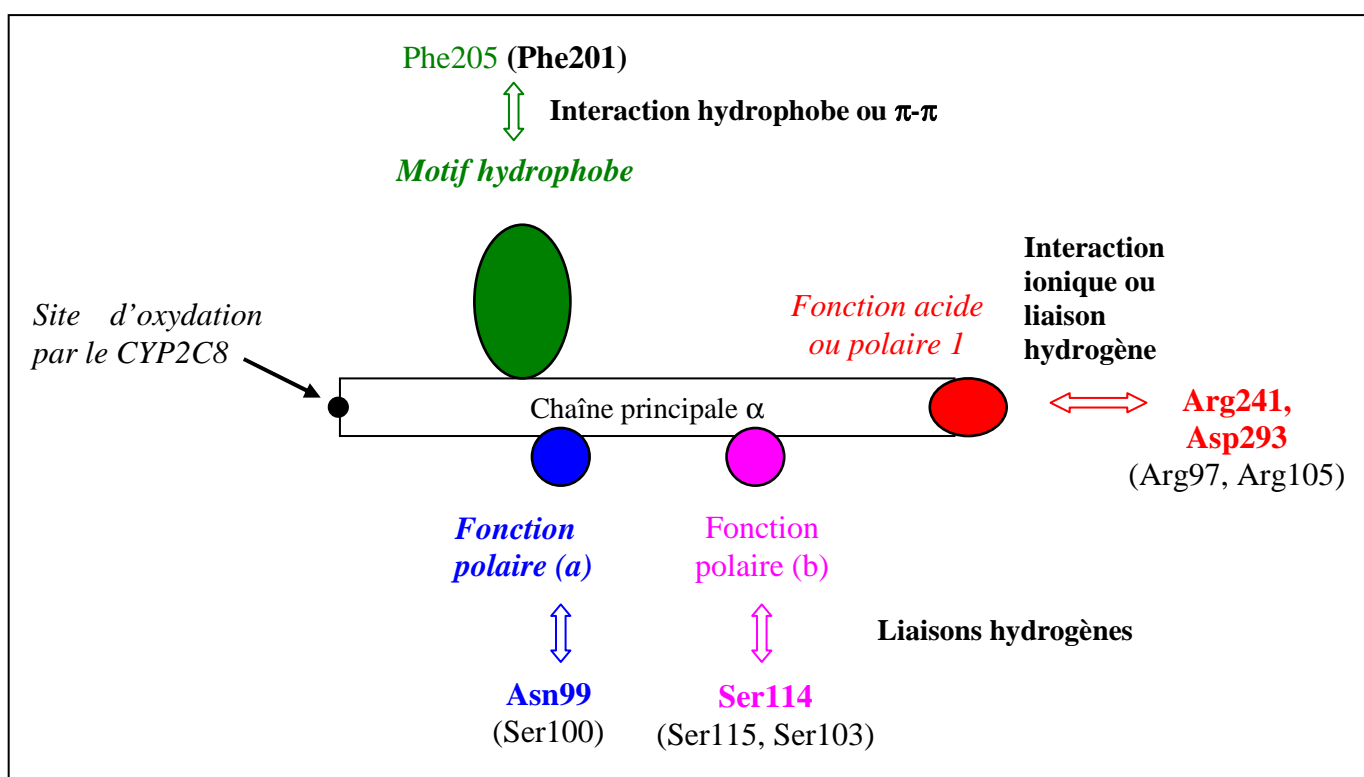 Phe205 (Phe201)
Interaction hydrophobe ou π-π
Motif hydrophobe
Site d'oxydation
par le CYP2C8
Fonction acide
ou polaire 1
Interaction
ionique ou
liaison
hydrogène
Chaîne principale α
Arg241,
Asp293
(Arg97, Arg105)
Fonction
polaire (a)
Fonction
polaire (b)
Liaisons hydrogènes
Asn99
(Ser100)
Ser114
(Ser115, Ser103)